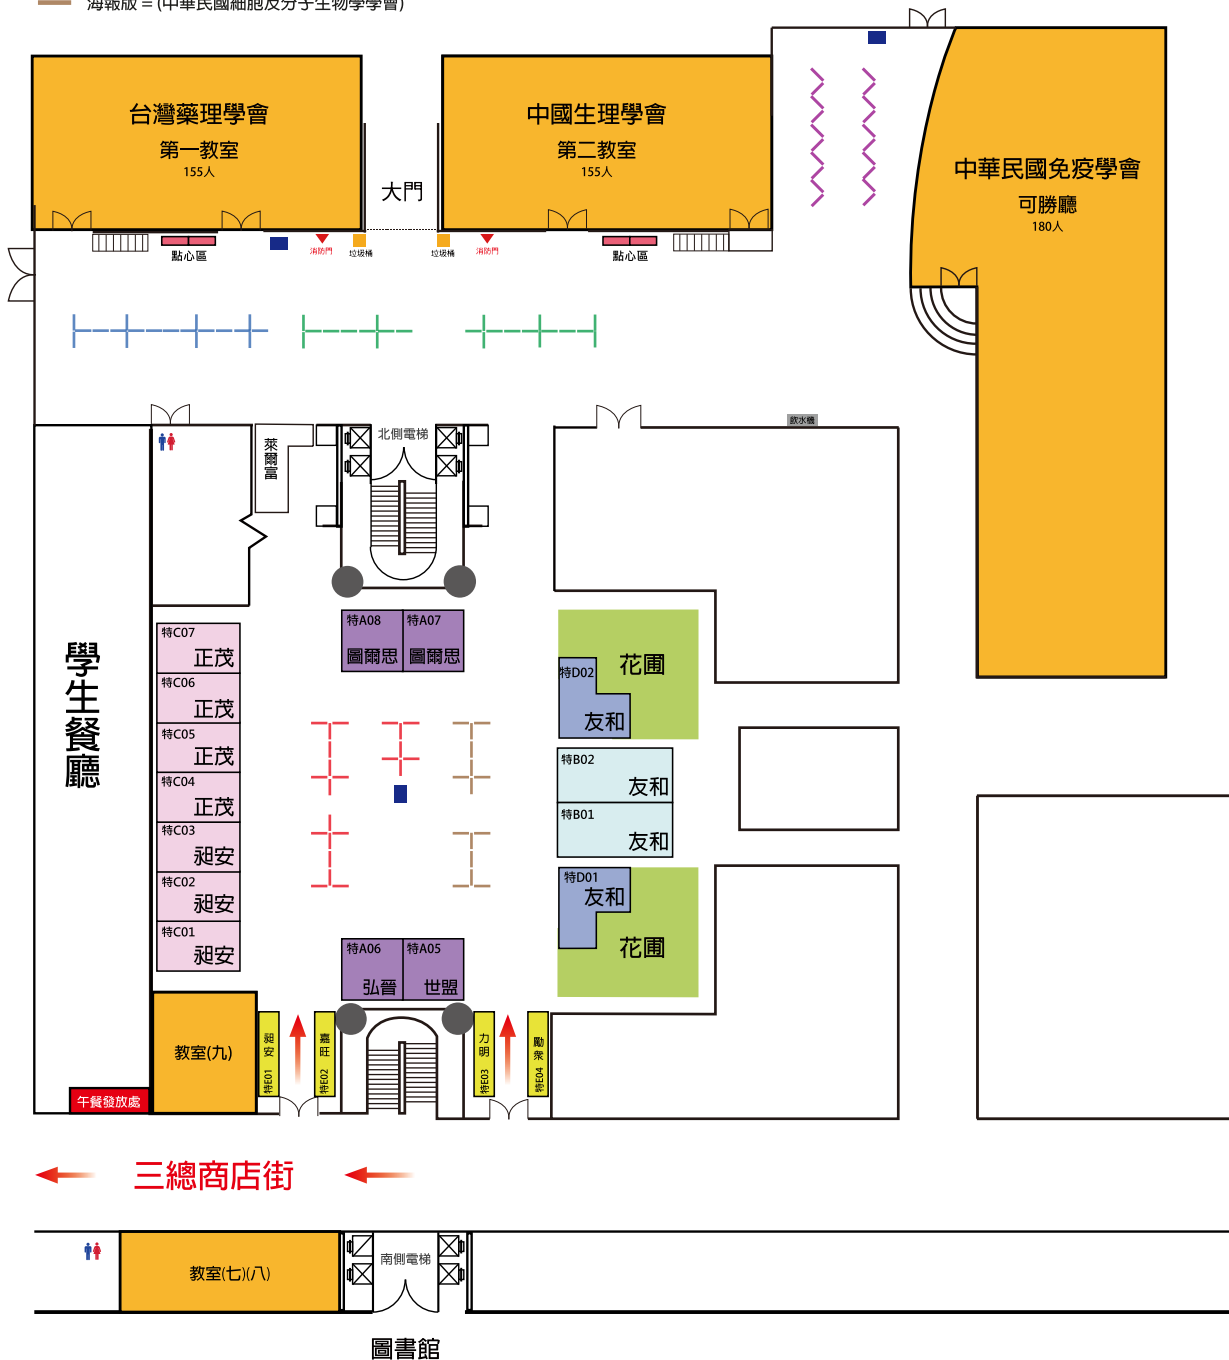 海報版 = (中華民國細胞及分子生物學學會)
台灣藥理學會
第一教室
155人
大門
中國生理學會
第二教室
155人
中華民國免疫學會
可勝廳
180人
點心區
消防門
垃圾桶
垃圾桶
消防門
點心區
飲水機
萊爾富
北側電梯
學生餐廳
特C07
正茂
特C06
正茂
特C05
正茂
特C04
正茂
特C03
昶安
特C02
昶安
特C01
昶安
特A08
圖爾思
特A07
圖爾思
花圃
特D02
友和
特B02
友和
特B01
友和
特D01
友和
花圃
特A06
弘晉
特A05
世盟
教室(九)
昶安
特E01
嘉旺
特E02
力明
特E03
勵眾
特E04
午餐發放處
三總商店街
教室(七)(八)
南側電梯
圖書館